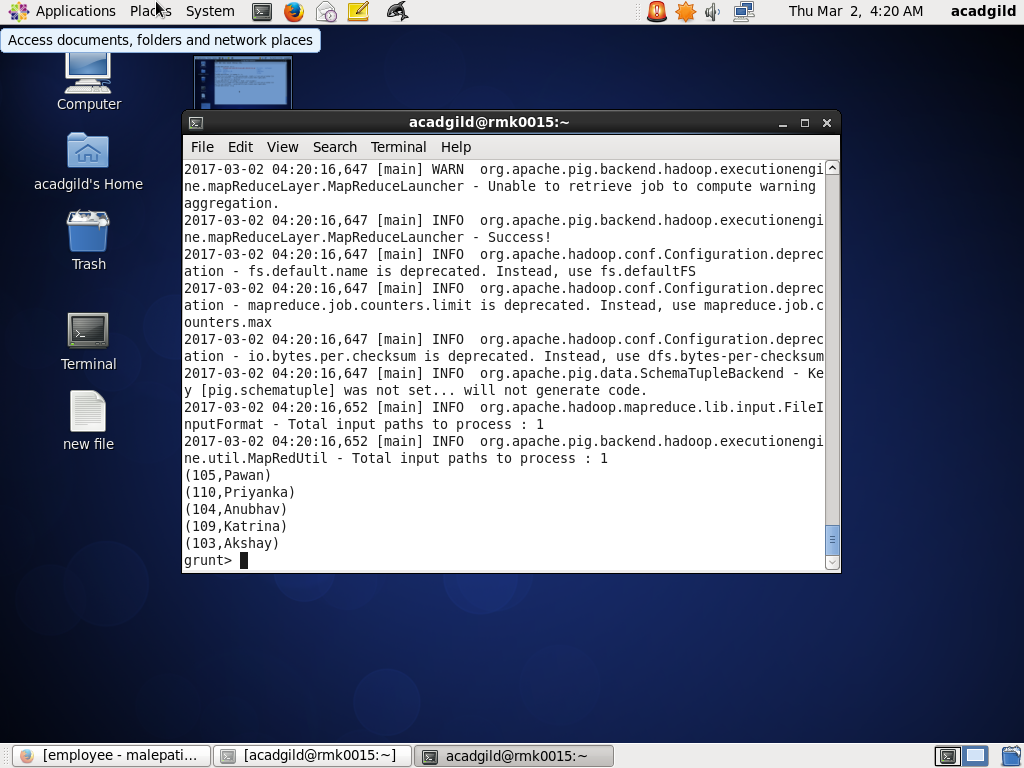 Applications Places System Thu Mar 2, 4:20 AM acadgild
Access documents, folders and network places
Computer
acadgild's Home
Trash
Terminal
new file
acadgild@rmk0015:~
File Edit View Search Terminal Help
2017-03-02 04:20:16,647 [main] WARN  org.apache.pig.backend.hadoop.executionengi
ne.mapReduceLayer.MapReduceLauncher - Unable to retrieve job to compute warning
aggregation.
2017-03-02 04:20:16,647 [main] INFO  org.apache.pig.backend.hadoop.executionengi
ne.mapReduceLayer.MapReduceLauncher - Success!
2017-03-02 04:20:16,647 [main] INFO  org.apache.hadoop.conf.Configuration.deprec
ation - fs.default.name is deprecated. Instead, use fs.defaultFS
2017-03-02 04:20:16,647 [main] INFO  org.apache.hadoop.conf.Configuration.deprec
ation - mapreduce.job.counters.limit is deprecated. Instead, use mapreduce.job.c
ounters.max
2017-03-02 04:20:16,647 [main] INFO  org.apache.hadoop.conf.Configuration.deprec
ation - io.bytes.per.checksum is deprecated. Instead, use dfs.bytes-per-checksum
2017-03-02 04:20:16,647 [main] INFO  org.apache.pig.data.SchemaTupleBackend - Ke
y [pig.schematuple] was not set... will not generate code.
2017-03-02 04:20:16,652 [main] INFO  org.apache.hadoop.mapreduce.lib.input.FileI
nputFormat - Total input paths to process : 1
2017-03-02 04:20:16,652 [main] INFO  org.apache.pig.backend.hadoop.executionengi
ne.util.MapRedUtil - Total input paths to process : 1
(105,Pawan)
(110,Priyanka)
(104,Anubhav)
(109,Katrina)
(103,Akshay)
grunt>
[employee - malepati... [acadgild@rmk0015:~] acadgild@rmk0015:~